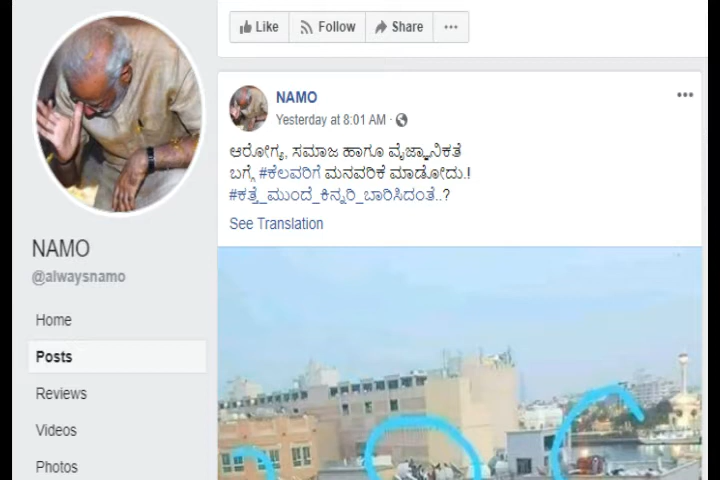 Like Follow Share ...
NAMO
Yesterday at 8:01 AM ·
ಆರೋಗ್ಯ, ಸಮಾಜ ಹಾಗೂ ವೈಜ್ಞಾನಿಕತೆ
ಬಗ್ಗೆ #ಕೆಲವರಿಗೆ ಮನವರಿಕೆ ಮಾಡೋದು.!
#ಕತ್ತೆ_ಮುಂದೆ_ಕಿನ್ನರಿ_ಬಾರಿಸಿದಂತೆ..?
See Translation
NAMO
@alwaysnamo
Home
Posts
Reviews
Videos
Photos